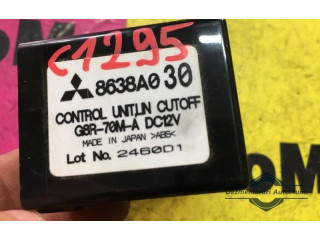 C1295
8638A0 30
CONTROL UNIT,LIN CUTOFF
G8R-70M-A DC12V
MADE IN JAPAN >ABS<
Lot No. 2460D1